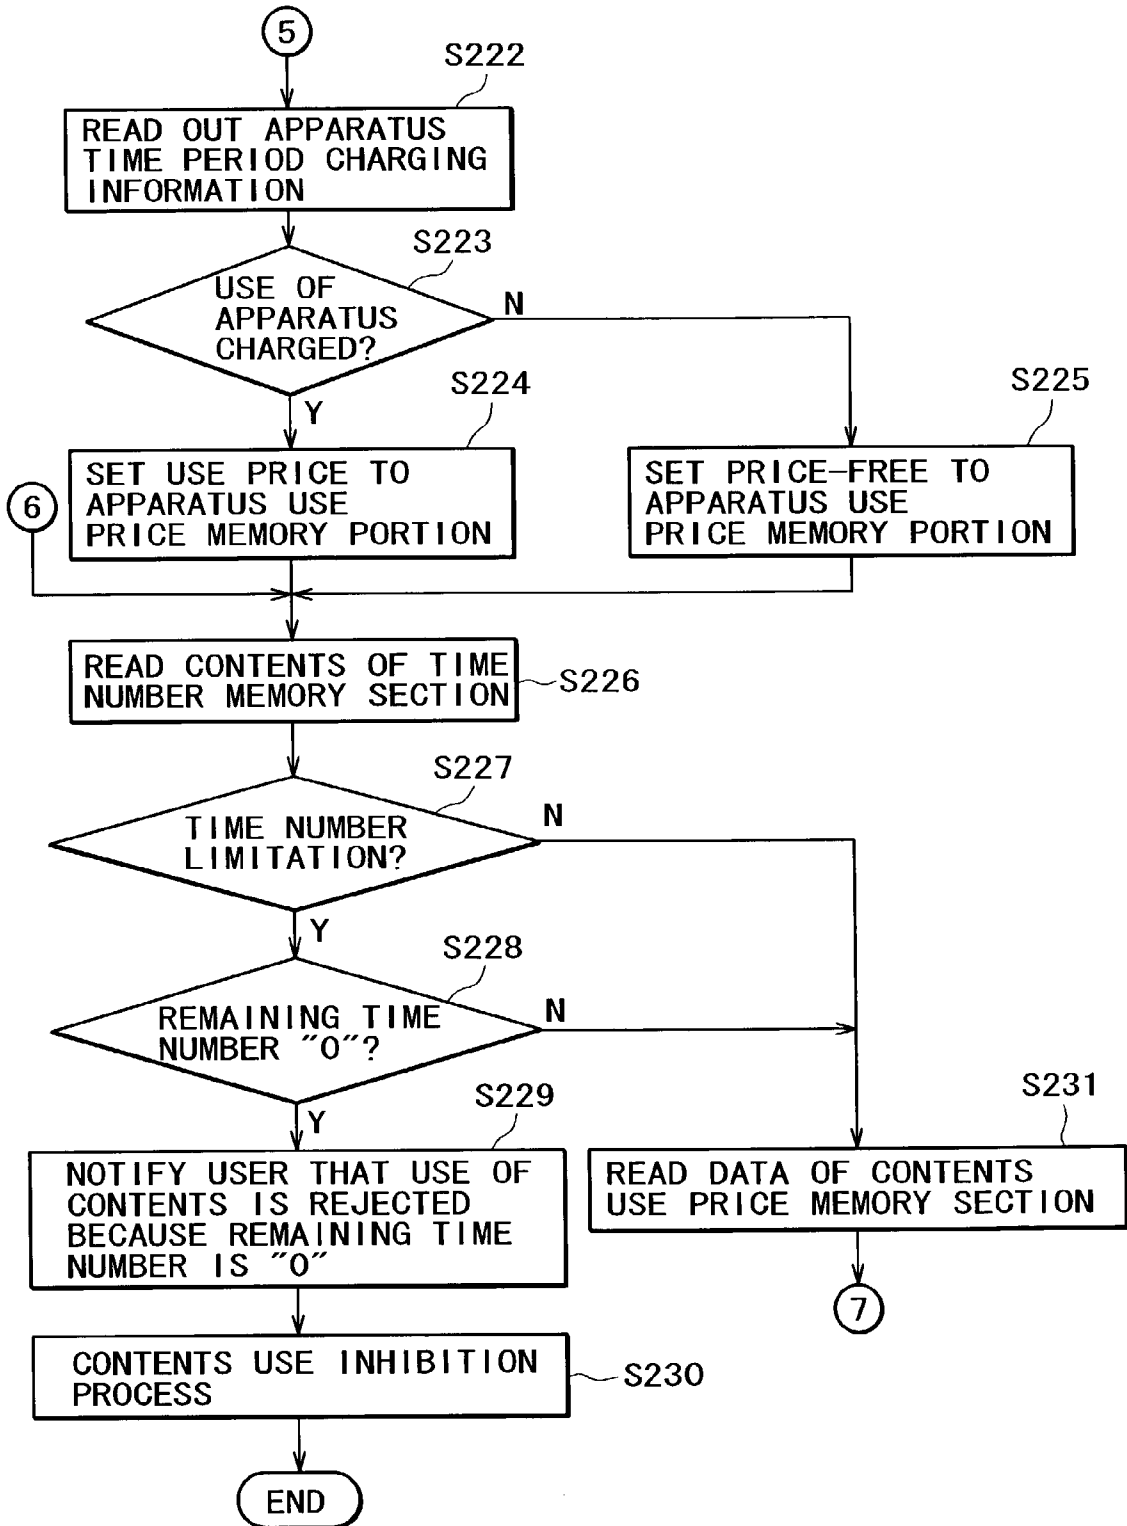 5
S222
READ OUT APPARATUS
TIME PERIOD CHARGING
INFORMATION
S223
USE OF
APPARATUS
CHARGED?
N
Y
S224
S225
SET USE PRICE TO
APPARATUS USE
PRICE MEMORY PORTION
SET PRICE-FREE TO
APPARATUS USE
PRICE MEMORY PORTION
6
READ CONTENTS OF TIME
NUMBER MEMORY SECTION
S226
S227
TIME NUMBER
LIMITATION?
N
Y
S228
REMAINING TIME
NUMBER "0"?
N
Y
S229
S231
NOTIFY USER THAT USE OF
CONTENTS IS REJECTED
BECAUSE REMAINING TIME
NUMBER IS "0"
READ DATA OF CONTENTS
USE PRICE MEMORY SECTION
7
CONTENTS USE INHIBITION
PROCESS
S230
END